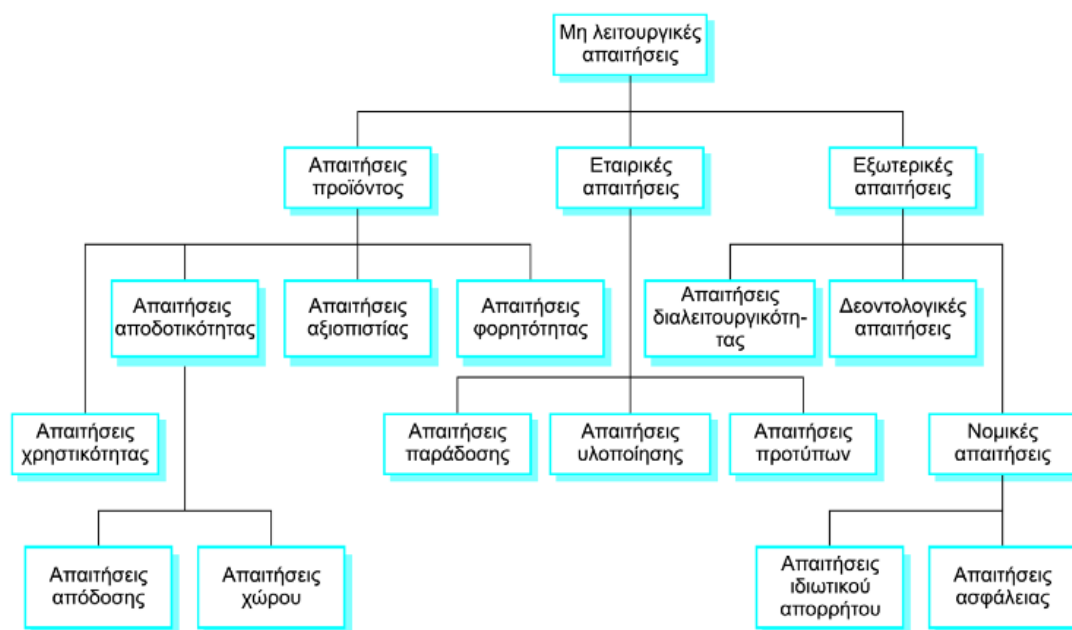 Μη λειτουργικές
απαιτήσεις
Απαιτήσεις
προϊόντος
Εταιρικές
απαιτήσεις
Εξωτερικές
απαιτήσεις
Απαιτήσεις
αποδοτικότητας
Απαιτήσεις
αξιοπιστίας
Απαιτήσεις
φορητότητας
Απαιτήσεις
διαλειτουργικότη-
τας
Δεοντολογικές
απαιτήσεις
Απαιτήσεις
χρηστικότητας
Απαιτήσεις
παράδοσης
Απαιτήσεις
υλοποίησης
Απαιτήσεις
προτύπων
Νομικές
απαιτήσεις
Απαιτήσεις
απόδοσης
Απαιτήσεις
χώρου
Απαιτήσεις
ιδιωτικού
απορρήτου
Απαιτήσεις
ασφάλειας